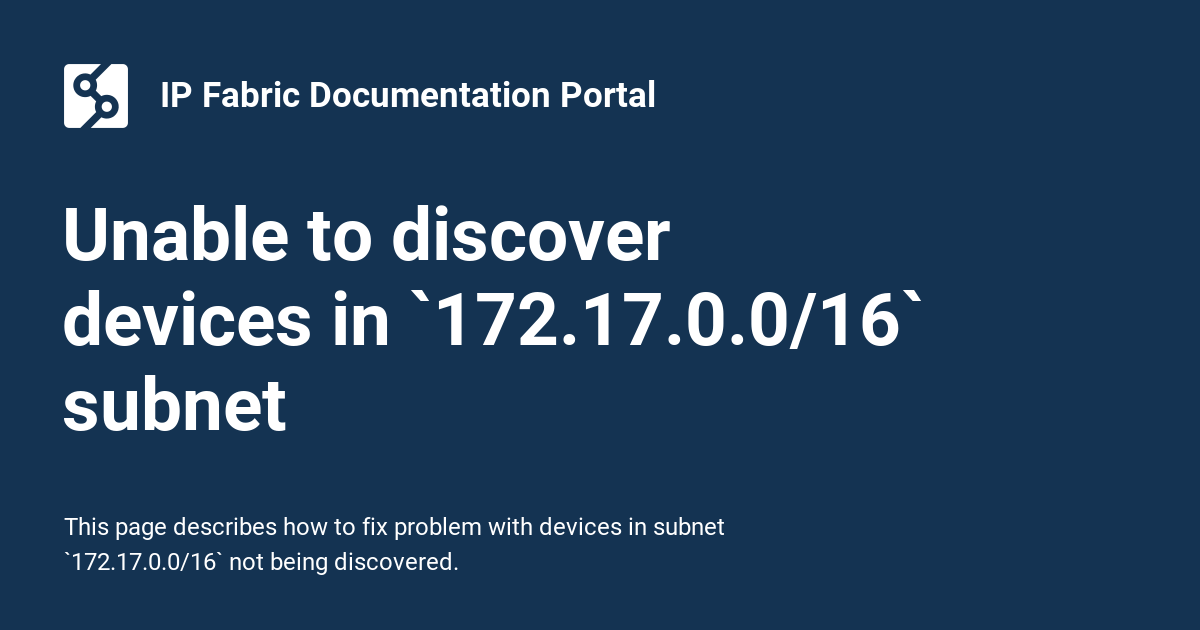 IP Fabric Documentation Portal
Unable to discover
devices in `172.17.0.0/16`
subnet
This page describes how to fix problem with devices in subnet
`172.17.0.0/16` not being discovered.